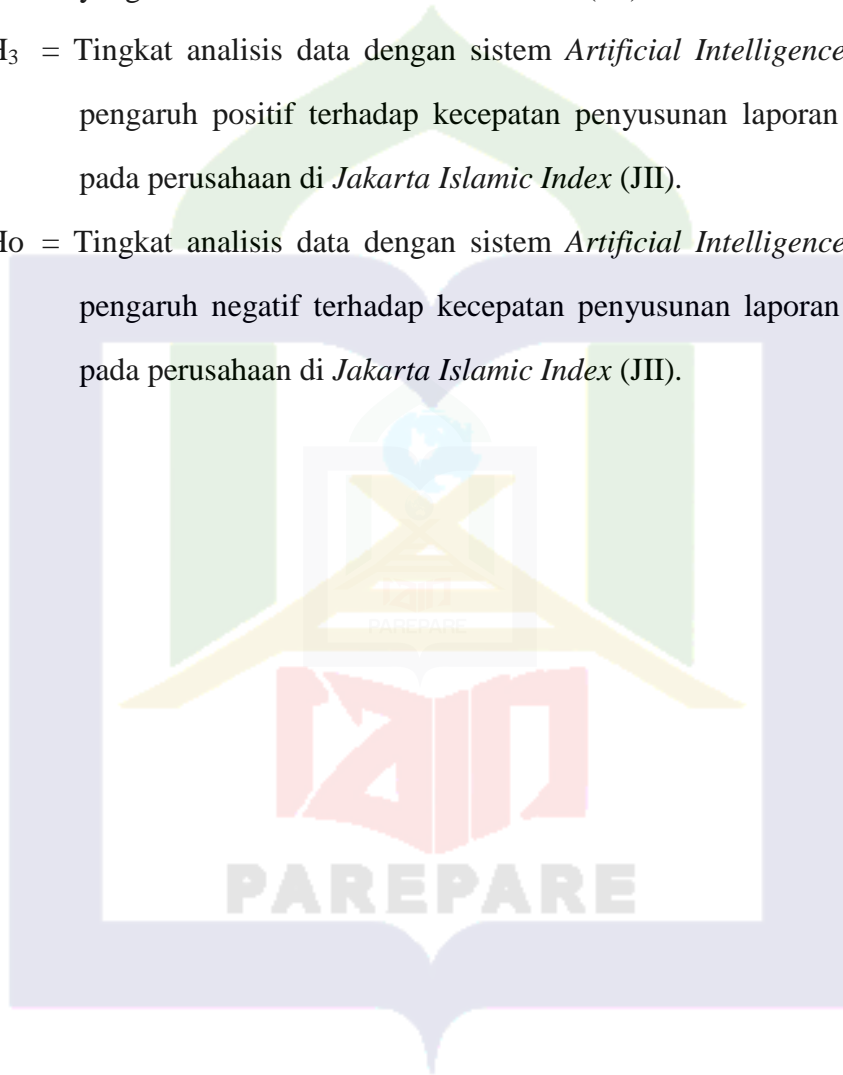 H₃ = Tingkat analisis data dengan sistem Artificial Intelligence
pengaruh positif terhadap kecepatan penyusunan laporan
pada perusahaan di Jakarta Islamic Index (JII).
Ho = Tingkat analisis data dengan sistem Artificial Intelligence
pengaruh negatif terhadap kecepatan penyusunan laporan
pada perusahaan di Jakarta Islamic Index (JII).
PAREPARE
PAREPARE